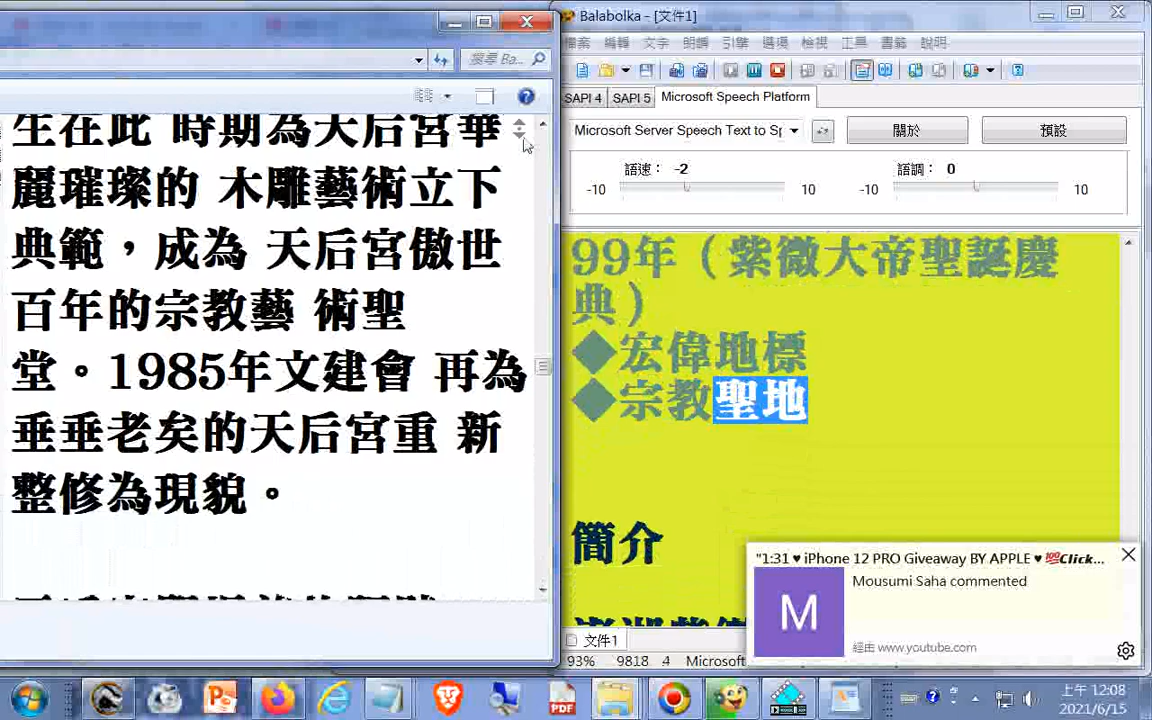 搜尋 Ba...
生在此 時期為天后宮華
麗璀璨的 木雕藝術立下
典範，成為 天后宮傲世
百年的宗教藝 術聖
堂。1985年文建會 再為
垂垂老矣的天后宮重 新
整修為現貌。
Balabolka - [文件1]
檔案 編輯 文字 朗讀 引擎 選項 檢視 工具 書籤 說明
SAPI 4 SAPI 5 Microsoft Speech Platform
Microsoft Server Speech Text to Sp
關於 預設
語速： -2 語調： 0
-10 10 -10 10
99年（紫微大帝聖誕慶
典）
◆宏偉地標
◆宗教聖地
簡介
"1:31 ♥ iPhone 12 PRO Giveaway BY APPLE ♥ 💯Click...
Mousumi Saha commented
M
經由 www.youtube.com
文件1
93% 9818 4 Microsoft
PDF
上午 12:08
2021/6/15